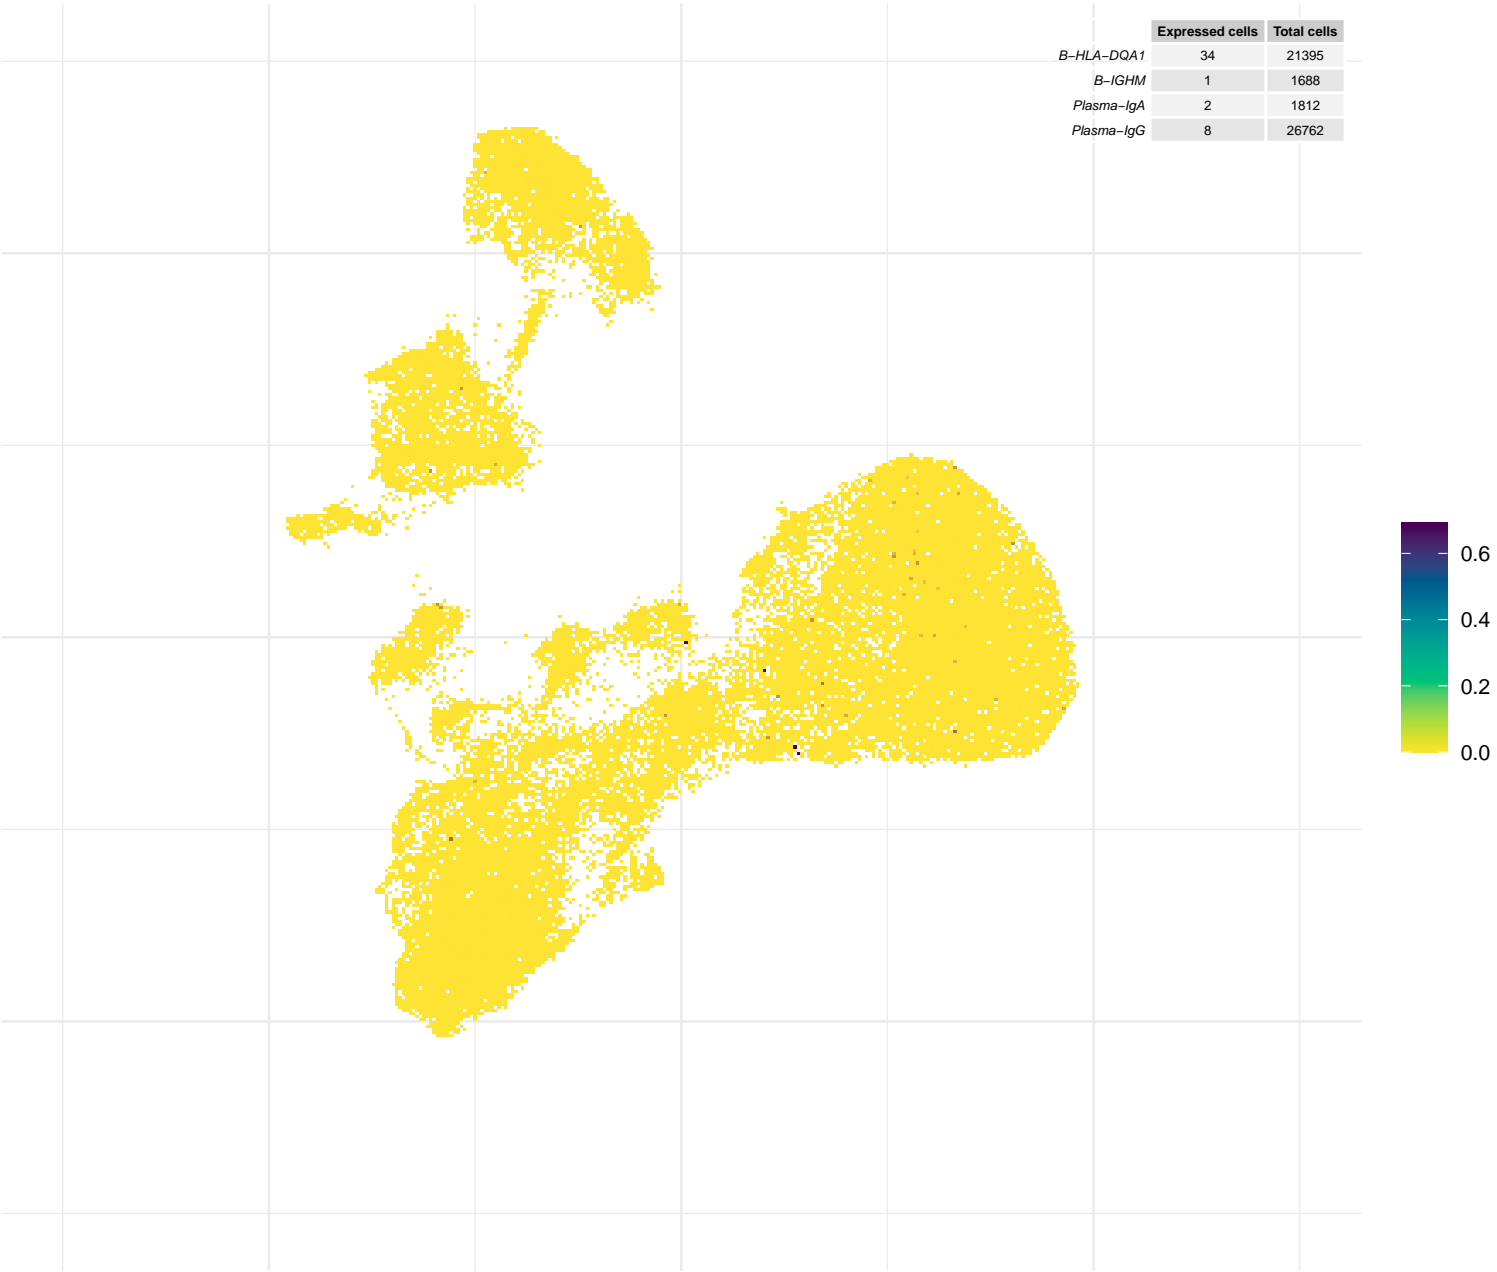 Expressed cells Total cells
B−HLA−DQA1 34 21395
B−IGHM 1 1688
Plasma−IgA 2 1812
Plasma−IgG 8 26762
0.6
0.4
0.2
0.0